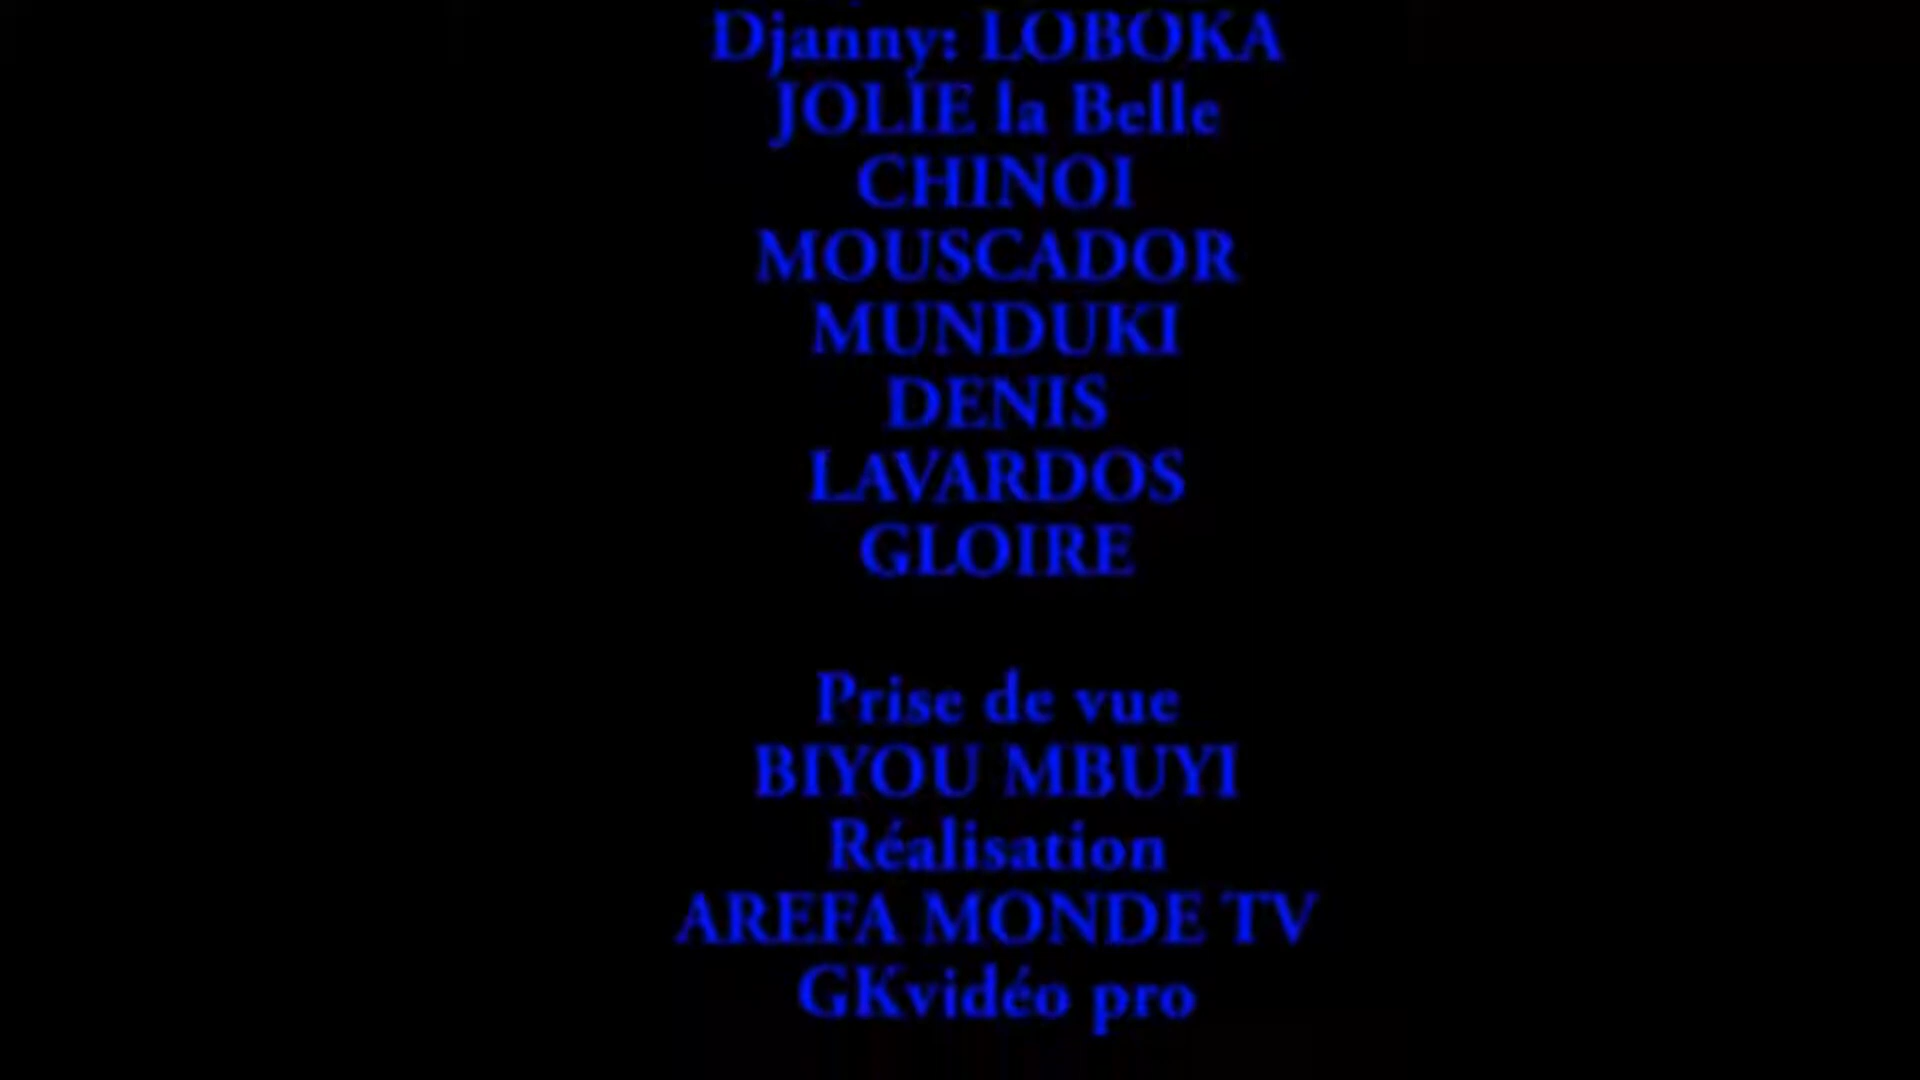 Djanny: LOBOKA
JOLIE la Belle
CHINOI
MOUSCADOR
MUNDUKI
DENIS
LAVARDOS
GLOIRE
Prise de vue
BIYOU MBUYI
Réalisation
AREFA MONDE TV
GKvidéo pro